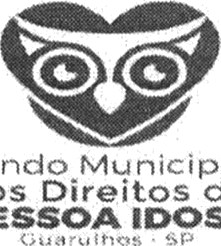 ndo Municip
os Direitos d
ESSOA IDOS
Guarulhos - SP